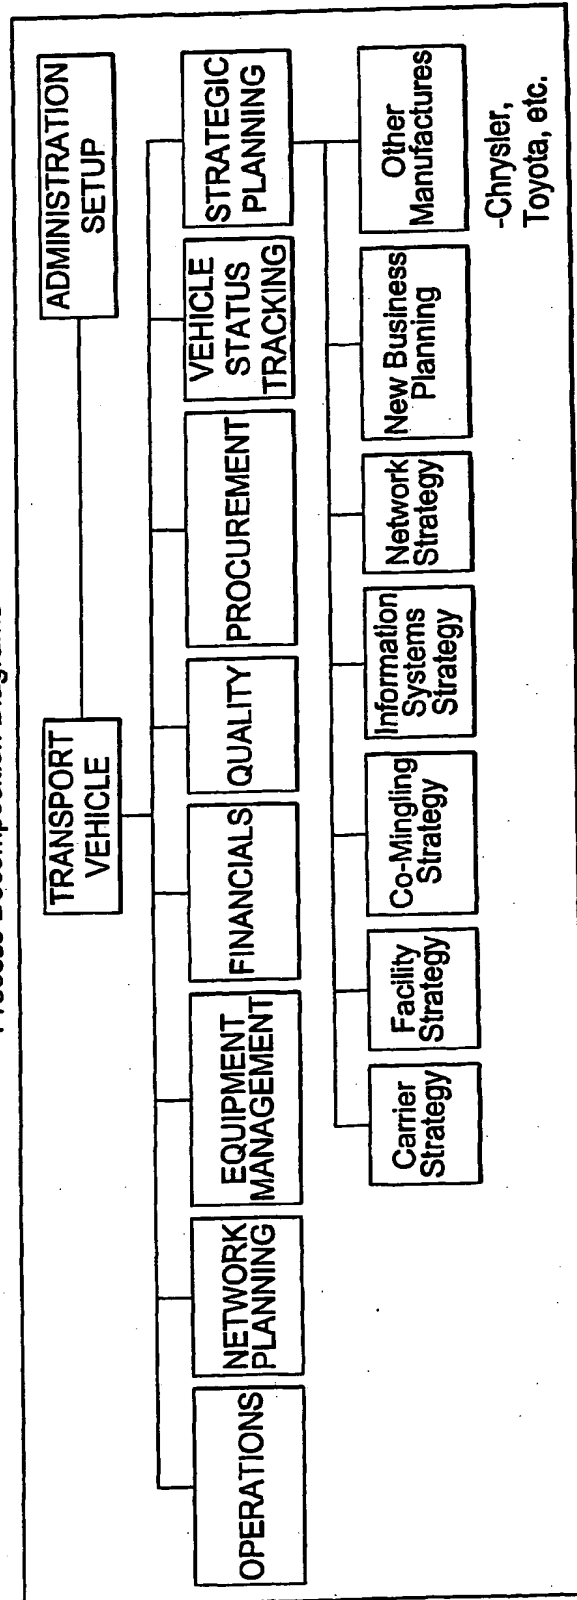 Process Decomposition Diagrams
TRANSPORT
VEHICLE
ADMINISTRATION
SETUP
OPERATIONS
NETWORK
PLANNING
EQUIPMENT
MANAGEMENT
FINANCIALS
QUALITY
PROCUREMENT
VEHICLE
STATUS
TRACKING
STRATEGIC
PLANNING
Carrier
Strategy
Facility
Strategy
Co-Mingling
Strategy
Information
Systems
Strategy
Network
Strategy
New Business
Planning
Other
Manufactures
-Chrysler,
Toyota, etc.